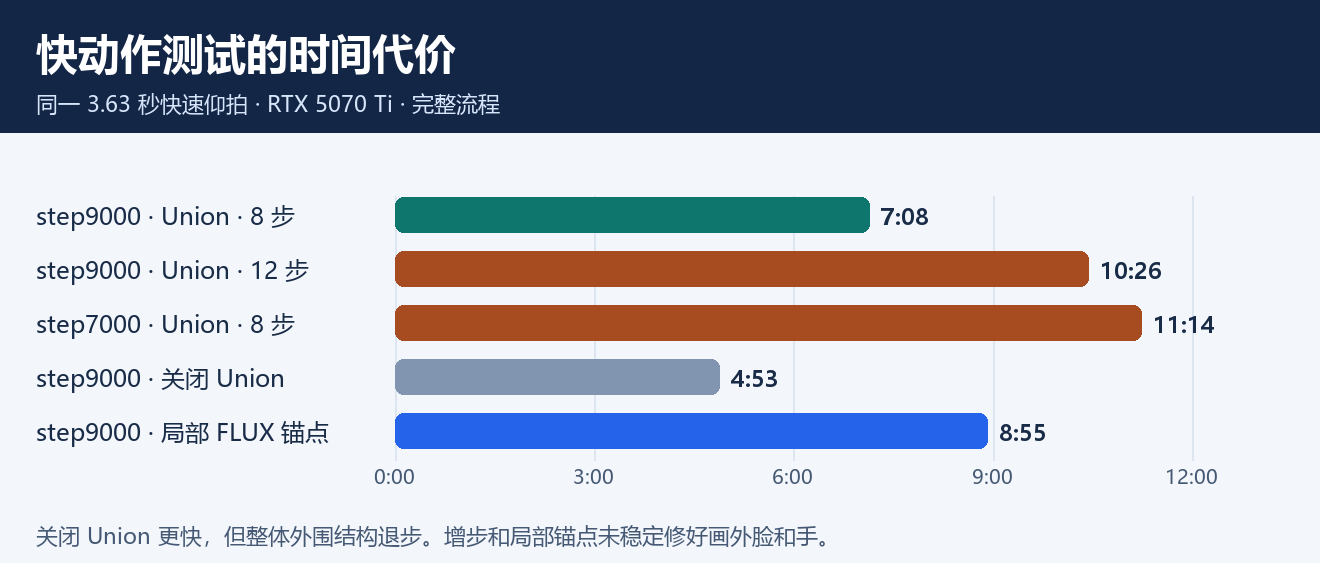 快动作测试的时间代价
同一 3.63 秒快速仰拍 · RTX 5070 Ti · 完整流程
step9000 · Union · 8 步
7:08
step9000 · Union · 12 步
10:26
step7000 · Union · 8 步
11:14
step9000 · 关闭 Union
4:53
step9000 · 局部 FLUX 锚点
8:55
0:00 3:00 6:00 9:00 12:00
关闭 Union 更快，但整体外围结构退步。增步和局部锚点未稳定修好画外脸和手。